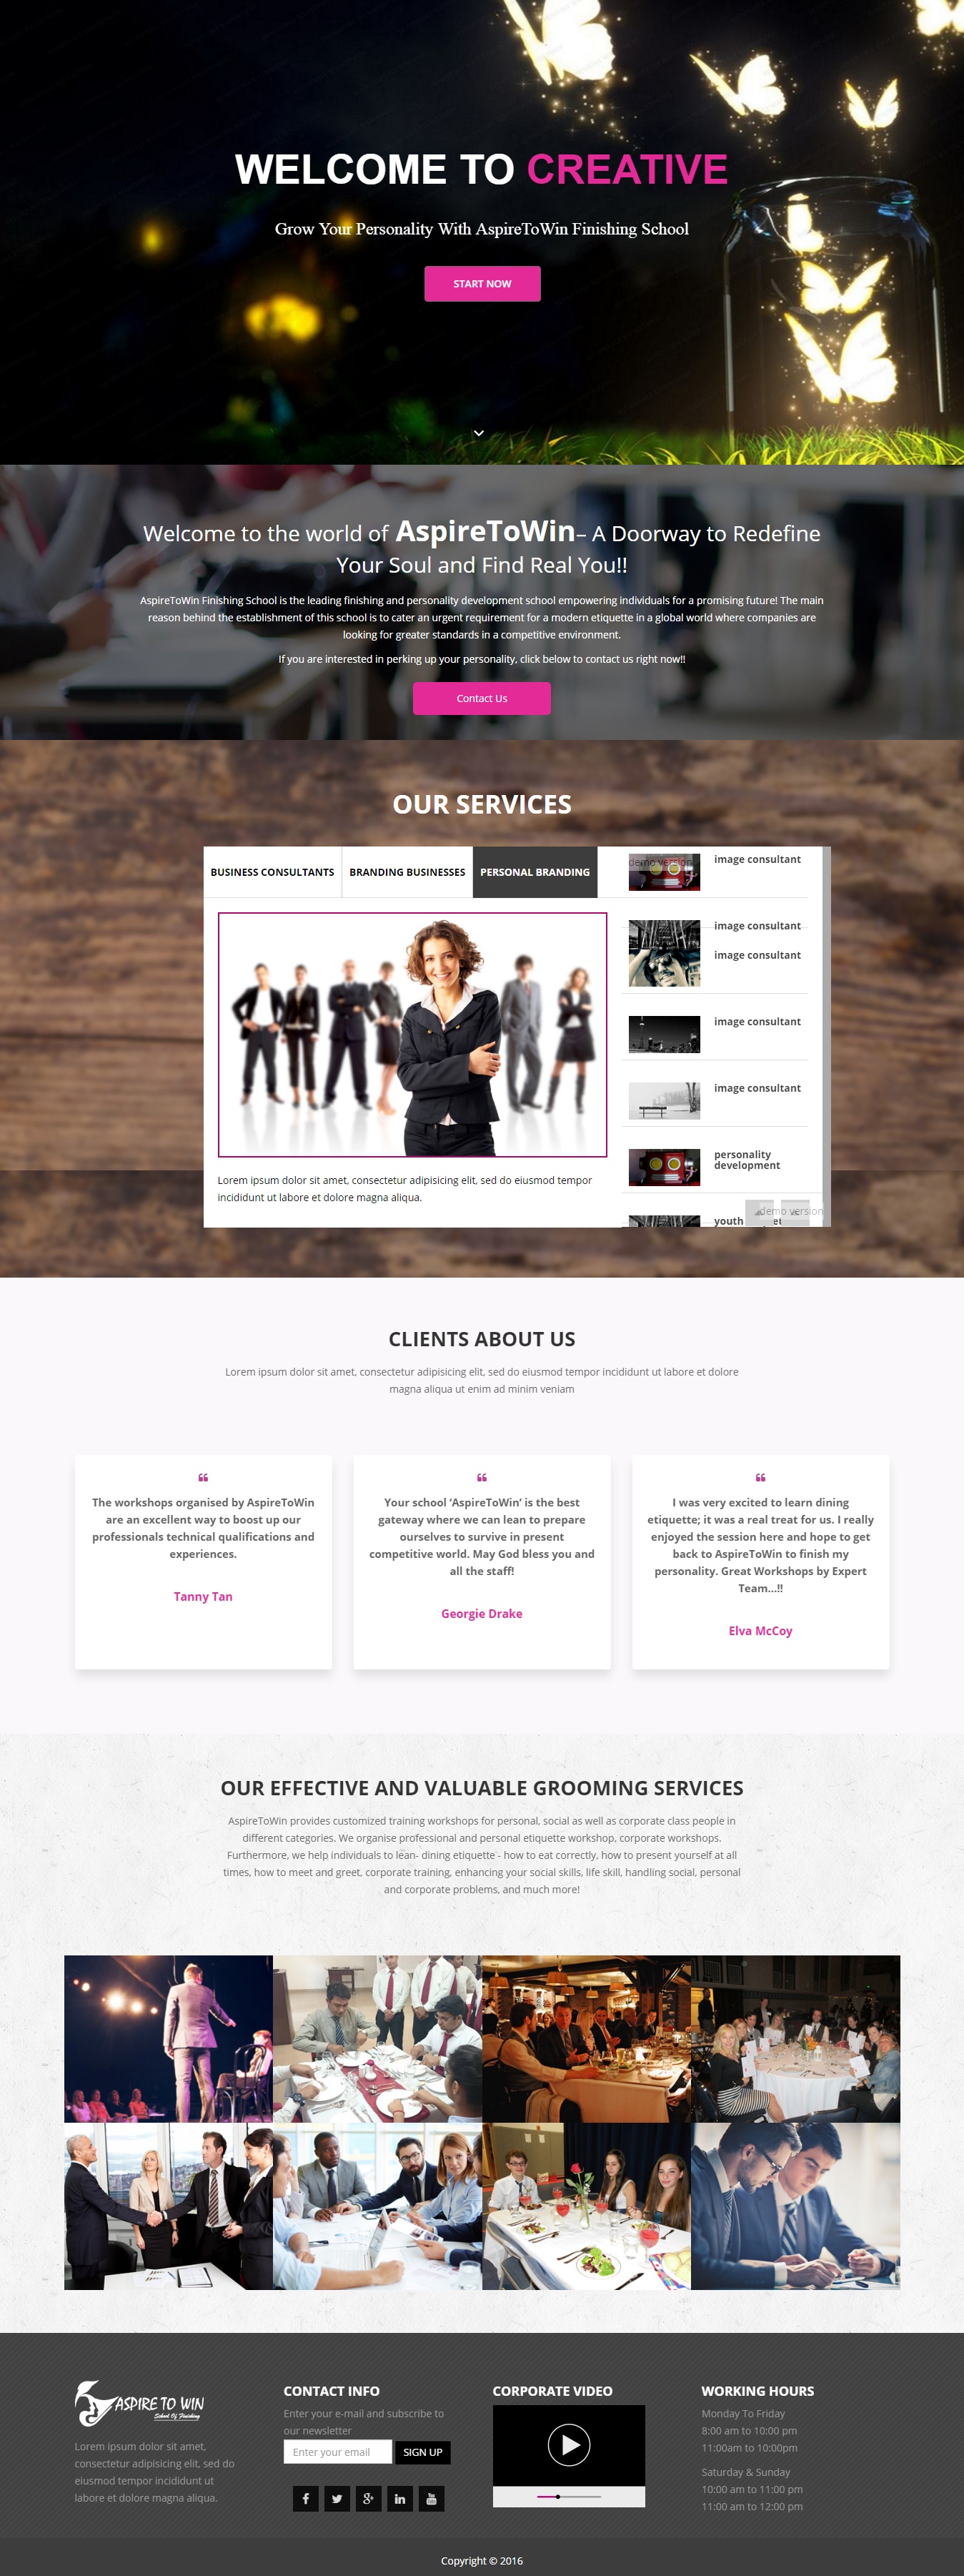 WELCOME TO CREATIVE
Grow Your Personality With AspireToWin Finishing School
START NOW
Welcome to the world of AspireToWin– A Doorway to Redefine
Your Soul and Find Real You!!
AspireToWin Finishing School is the leading finishing and personality development school empowering individuals for a promising future! The main
reason behind the establishment of this school is to cater an urgent requirement for a modern etiquette in a global world where companies are
looking for greater standards in a competitive environment.
If you are interested in perking up your personality, click below to contact us right now!!
Contact Us
OUR SERVICES
BUSINESS CONSULTANTS
BRANDING BUSINESSES
PERSONAL BRANDING
demo version
image consultant
image consultant
image consultant
image consultant
image consultant
personality
development
youth
demo version
Lorem ipsum dolor sit amet, consectetur adipisicing elit, sed do eiusmod tempor
incididunt ut labore et dolore magna aliqua.
CLIENTS ABOUT US
Lorem ipsum dolor sit amet, consectetur adipisicing elit, sed do eiusmod tempor incididunt ut labore et dolore
magna aliqua ut enim ad minim veniam
The workshops organised by AspireToWin
are an excellent way to boost up our
professionals technical qualifications and
experiences.
Tanny Tan
Your school ‘AspireToWin’ is the best
gateway where we can lean to prepare
ourselves to survive in present
competitive world. May God bless you and
all the staff!
Georgie Drake
I was very excited to learn dining
etiquette; it was a real treat for us. I really
enjoyed the session here and hope to get
back to AspireToWin to finish my
personality. Great Workshops by Expert
Team...!!
Elva McCoy
OUR EFFECTIVE AND VALUABLE GROOMING SERVICES
AspireToWin provides customized training workshops for personal, social as well as corporate class people in
different categories. We organise professional and personal etiquette workshop, corporate workshops.
Furthermore, we help individuals to lean- dining etiquette - how to eat correctly, how to present yourself at all
times, how to meet and greet, corporate training, enhancing your social skills, life skill, handling social, personal
and corporate problems, and much more!
ASPIRE TO WIN
School Of Finishing
Lorem ipsum dolor sit amet,
consectetur adipisicing elit, sed do
eiusmod tempor incididunt ut
labore et dolore magna aliqua.
CONTACT INFO
Enter your e-mail and subscribe to
our newsletter
Enter your email
SIGN UP
CORPORATE VIDEO
WORKING HOURS
Monday To Friday
8:00 am to 10:00 pm
11:00am to 10:00pm
Saturday & Sunday
10:00 am to 11:00 pm
11:00 am to 12:00 pm
Copyright © 2016